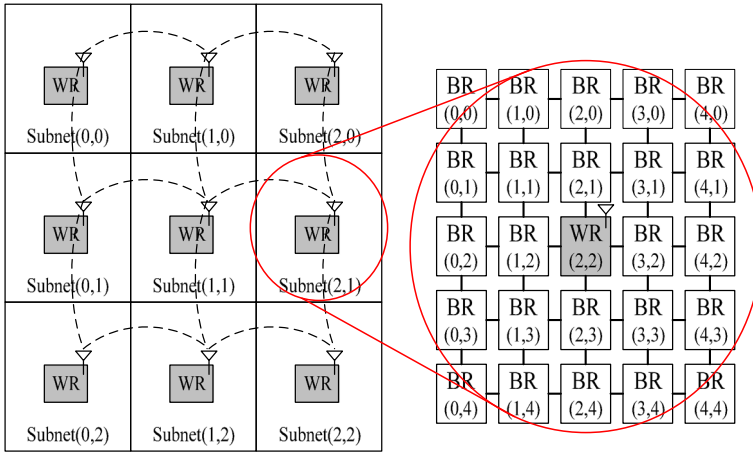 WR WR WR
Subnet(0,0) Subnet(1,0) Subnet(2,0)
WR WR WR
Subnet(0,1) Subnet(1,1) Subnet(2,1)
WR WR WR
Subnet(0,2) Subnet(1,2) Subnet(2,2)
BR BR BR BR BR
(0,0) (1,0) (2,0) (3,0) (4,0)
BR BR BR BR BR
(0,1) (1,1) (2,1) (3,1) (4,1)
BR BR WR BR BR
(0,2) (1,2) (2,2) (3,2) (4,2)
BR BR BR BR BR
(0,3) (1,3) (2,3) (3,3) (4,3)
BR BR BR BR BR
(0,4) (1,4) (2,4) (3,4) (4,4)